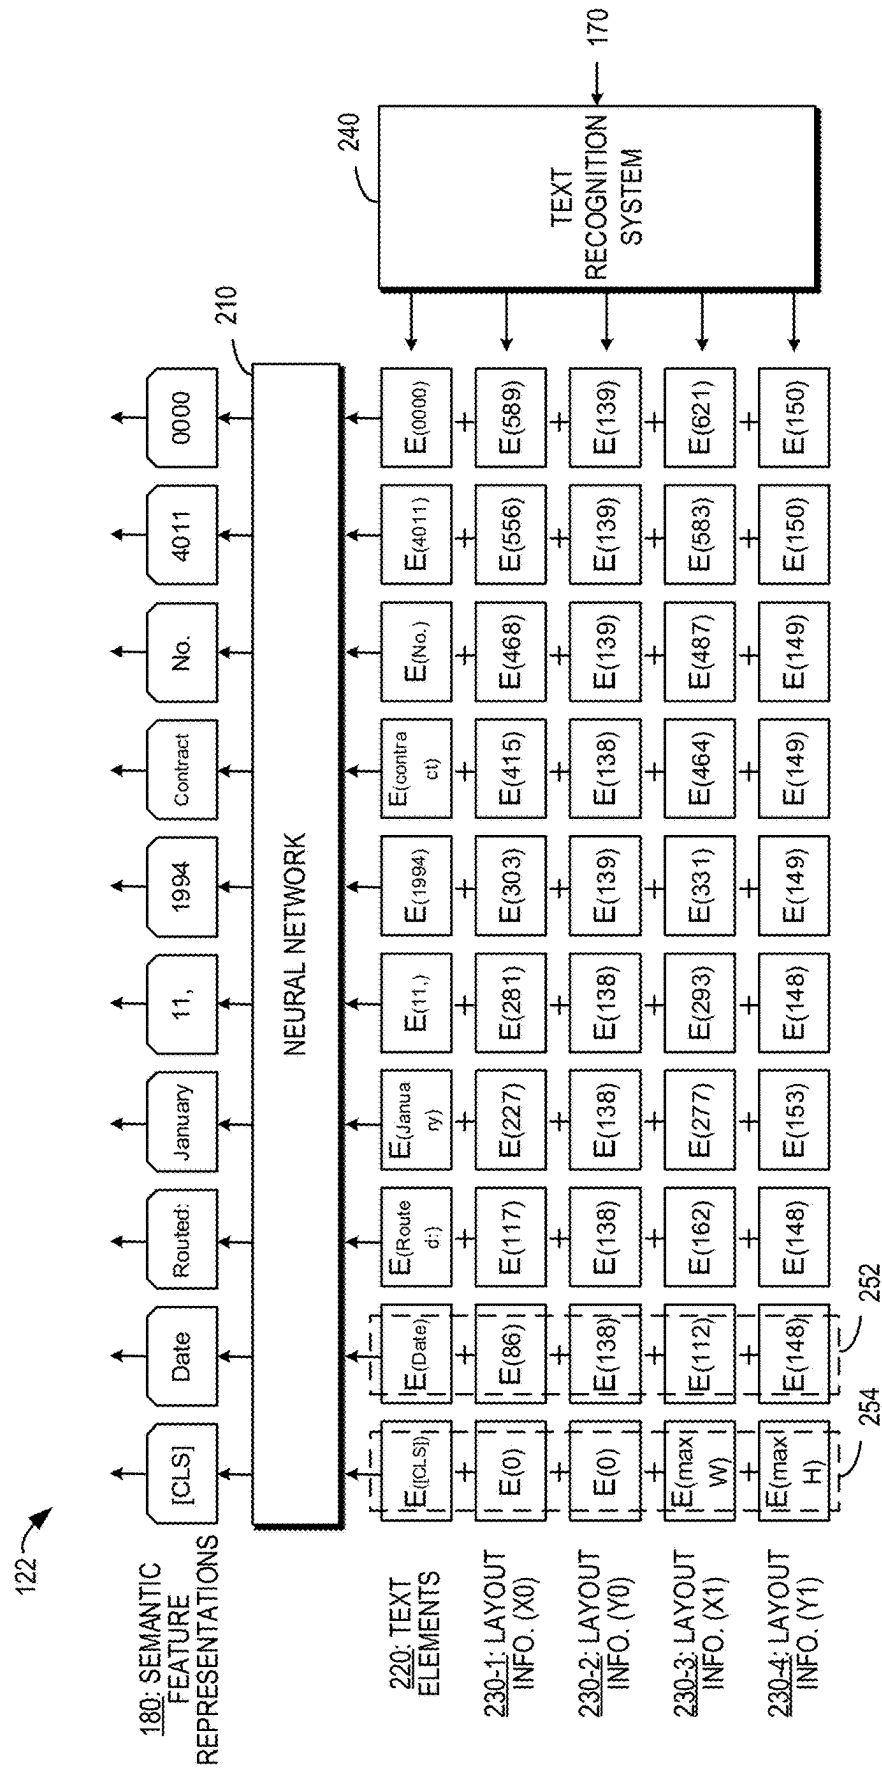 122
180: SEMANTIC
FEATURE
REPRESENTATIONS
[CLS] Date Routed: January 11, 1994 Contract No. 4011 0000
NEURAL NETWORK
210
220: TEXT
ELEMENTS
E([CLS]) E(Date) E(Route
d:) E(Janua
ry) E(11,) E(1994) E(contra
ct) E(No.) E(4011) E(0000)
+ + + + + + + + + +
230-1: LAYOUT
INFO. (X0)
E(0) E(86) E(117) E(227) E(281) E(303) E(415) E(468) E(556) E(589)
+ + + + + + + + + +
230-2: LAYOUT
INFO. (Y0)
E(0) E(138) E(138) E(138) E(138) E(139) E(138) E(139) E(139) E(139)
+ + + + + + + + + +
230-3: LAYOUT
INFO. (X1)
E(max
W) E(112) E(162) E(277) E(293) E(331) E(464) E(487) E(583) E(621)
+ + + + + + + + + +
230-4: LAYOUT
INFO. (Y1)
E(max
H) E(148) E(148) E(153) E(148) E(149) E(149) E(149) E(150) E(150)
254
252
240
TEXT
RECOGNITION
SYSTEM
170